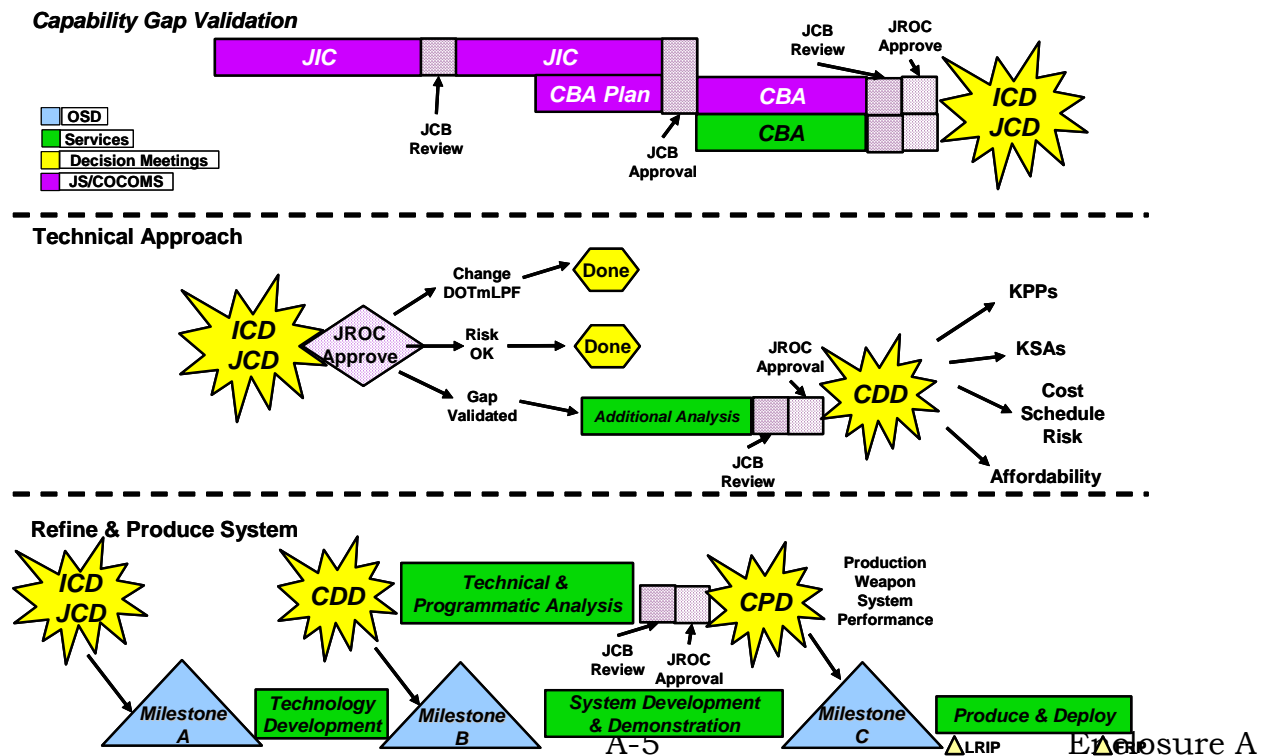 Capability Gap Validation
JIC
JIC
JCB
Review
JROC
Approve
CBA Plan
CBA
ICD
JCD
CBA
JCB
Review
JCB
Approval
OSD
Services
Decision Meetings
JS/COCOMS
Technical Approach
ICD
JCD
JROC
Approve
Change
DOTmLPF
Done
Risk
OK
Done
Gap
Validated
Additional Analysis
JCB
Review
JROC
Approval
CDD
KPPs
KSAs
Cost
Schedule
Risk
Affordability
Refine & Produce System
ICD
JCD
CDD
Technical &
Programmatic Analysis
JCB
Review
JROC
Approval
CPD
Production
Weapon
System
Performance
Milestone
A
Technology
Development
Milestone
B
System Development
& Demonstration
Milestone
C
Produce & Deploy
LRIP
FRP
A-5
Enclosure A